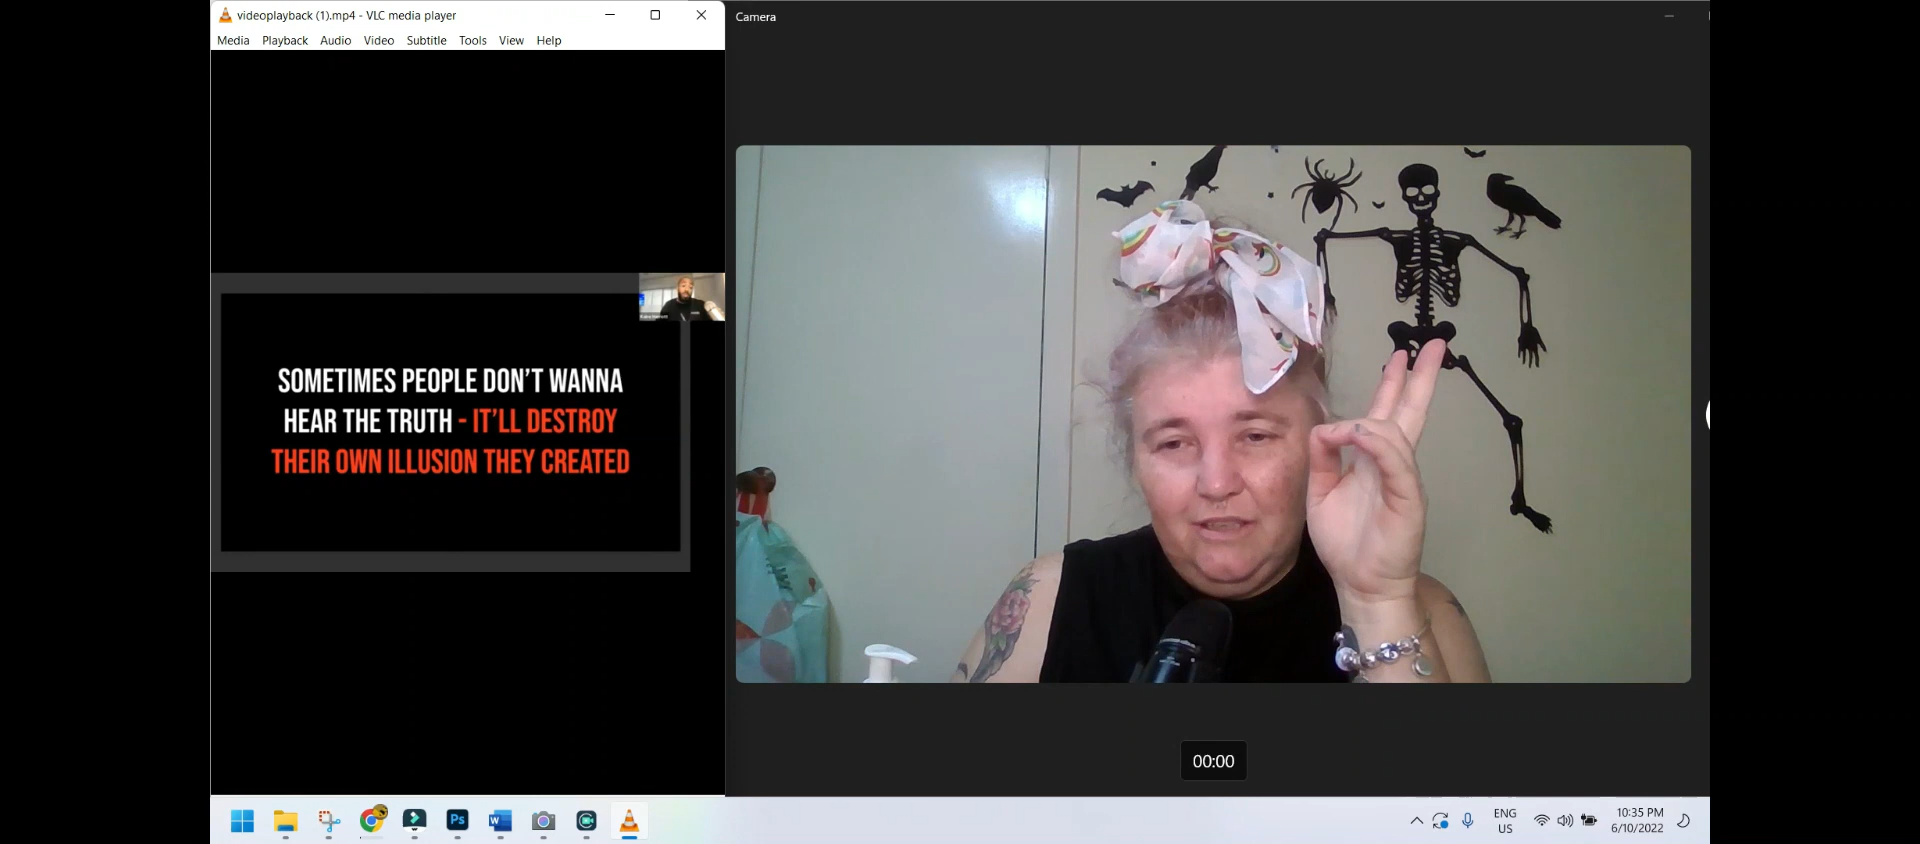 videoplayback (1).mp4 - VLC media player
Media Playback Audio Video Subtitle Tools View Help
Camera
SOMETIMES PEOPLE DON'T WANNA
HEAR THE TRUTH - IT'LL DESTROY
THEIR OWN ILLUSION THEY CREATED
00:00
Ps
W
ENG
US
10:35 PM
6/10/2022